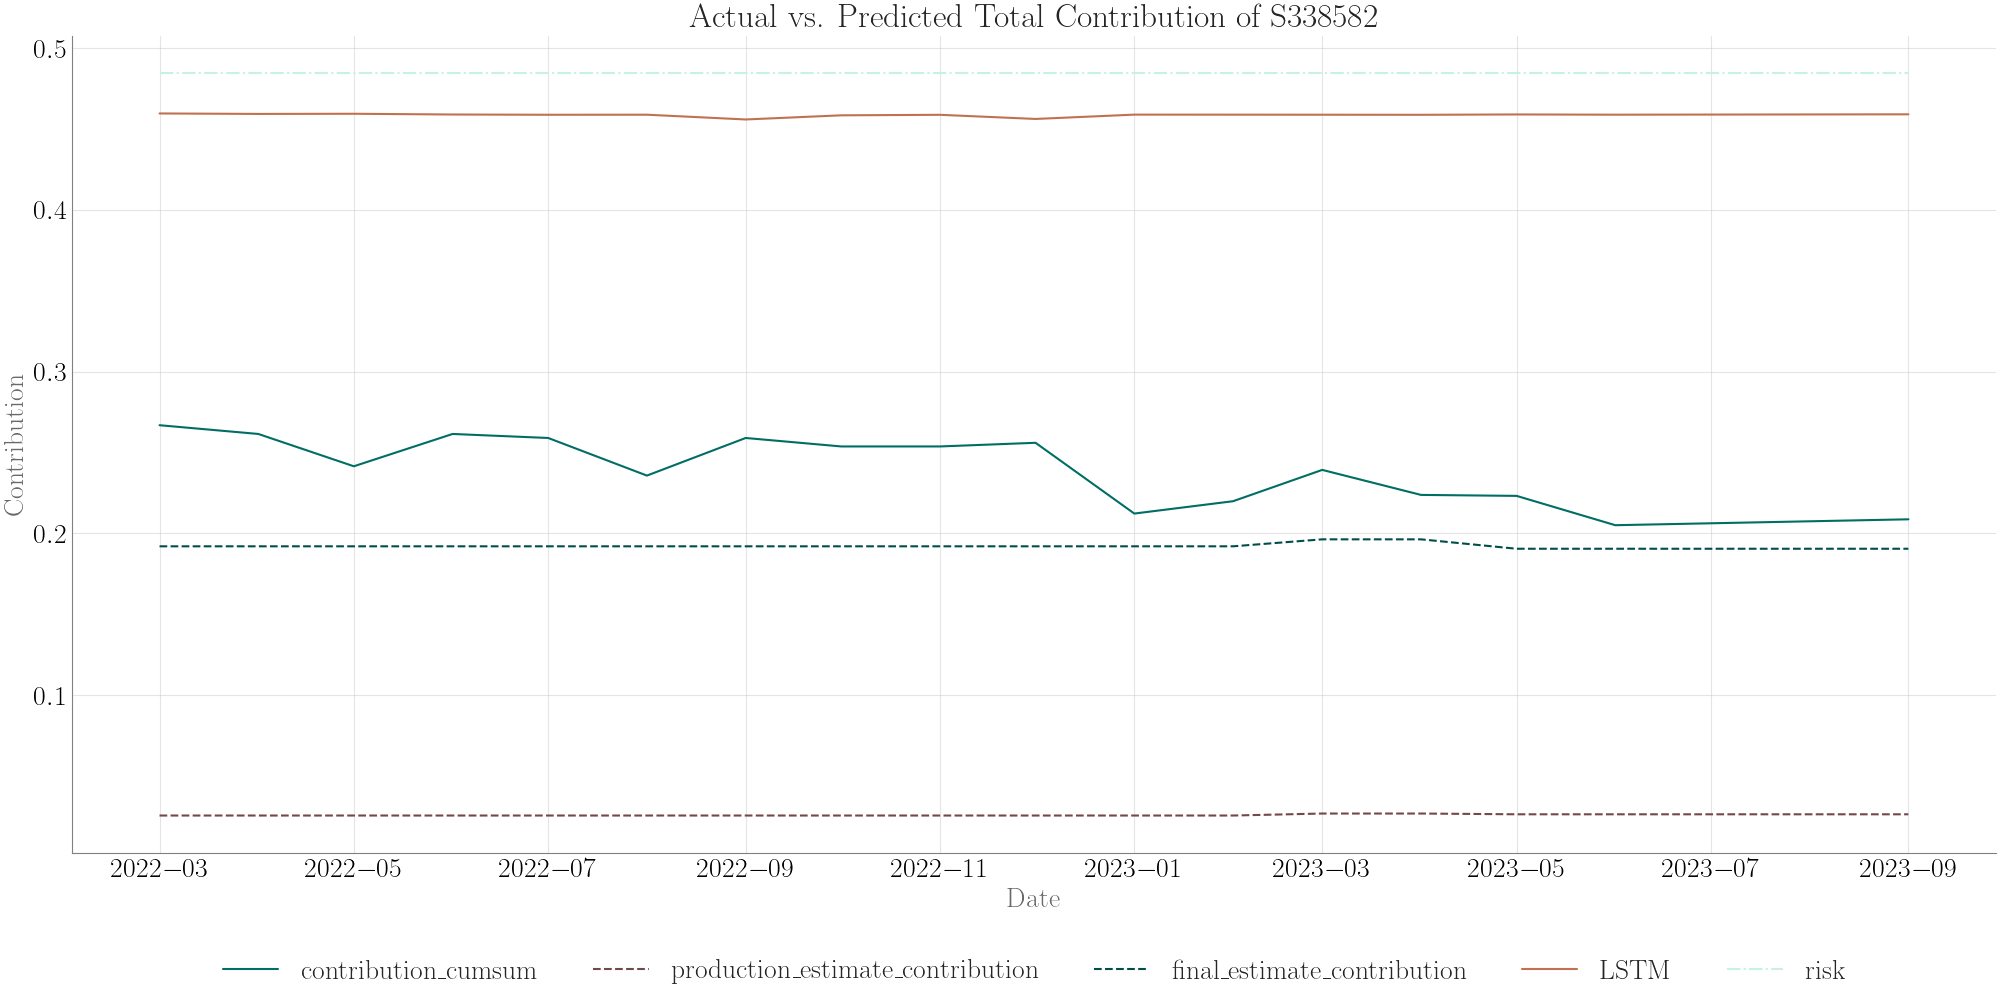 Actual vs. Predicted Total Contribution of S338582
0.5
0.4
0.3
0.2
0.1
Contribution
2022–03 2022–05 2022–07 2022–09 2022–11 2023–01 2023–03 2023–05 2023–07 2023–09
Date
contribution_cumsum production_estimate_contribution final_estimate_contribution LSTM risk